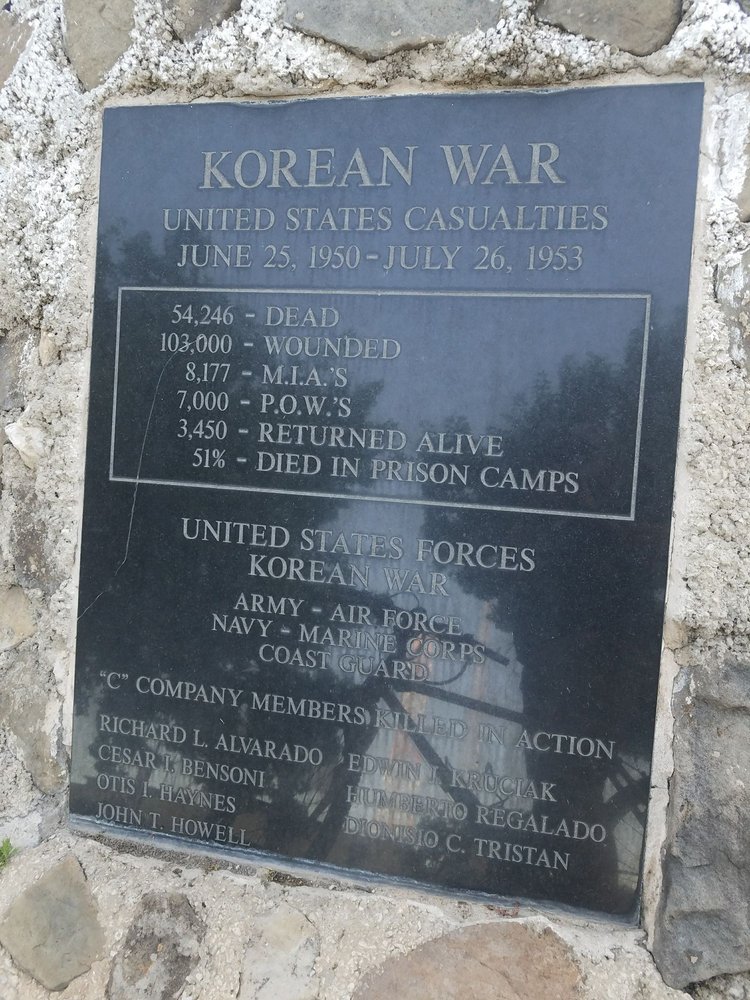 KOREAN WAR
UNITED STATES CASUALTIES
JUNE 25, 1950 - JULY 26, 1953
54,246 - DEAD
103,000 - WOUNDED
8,177 - M.I.A.'S
7,000 - P.O.W.'S
3,450 - RETURNED ALIVE
51% - DIED IN PRISON CAMPS
UNITED STATES FORCES
KOREAN WAR
ARMY - AIR FORCE
NAVY - MARINE CORPS
COAST GUARD
"C" COMPANY MEMBERS KILLED IN ACTION
RICHARD L. ALVARADO
CESAR I. BENSONI
OTIS I. HAYNES
JOHN T. HOWELL
EDWIN J. KRUCIAK
HUMBERTO REGALADO
DIONISIO C. TRISTAN